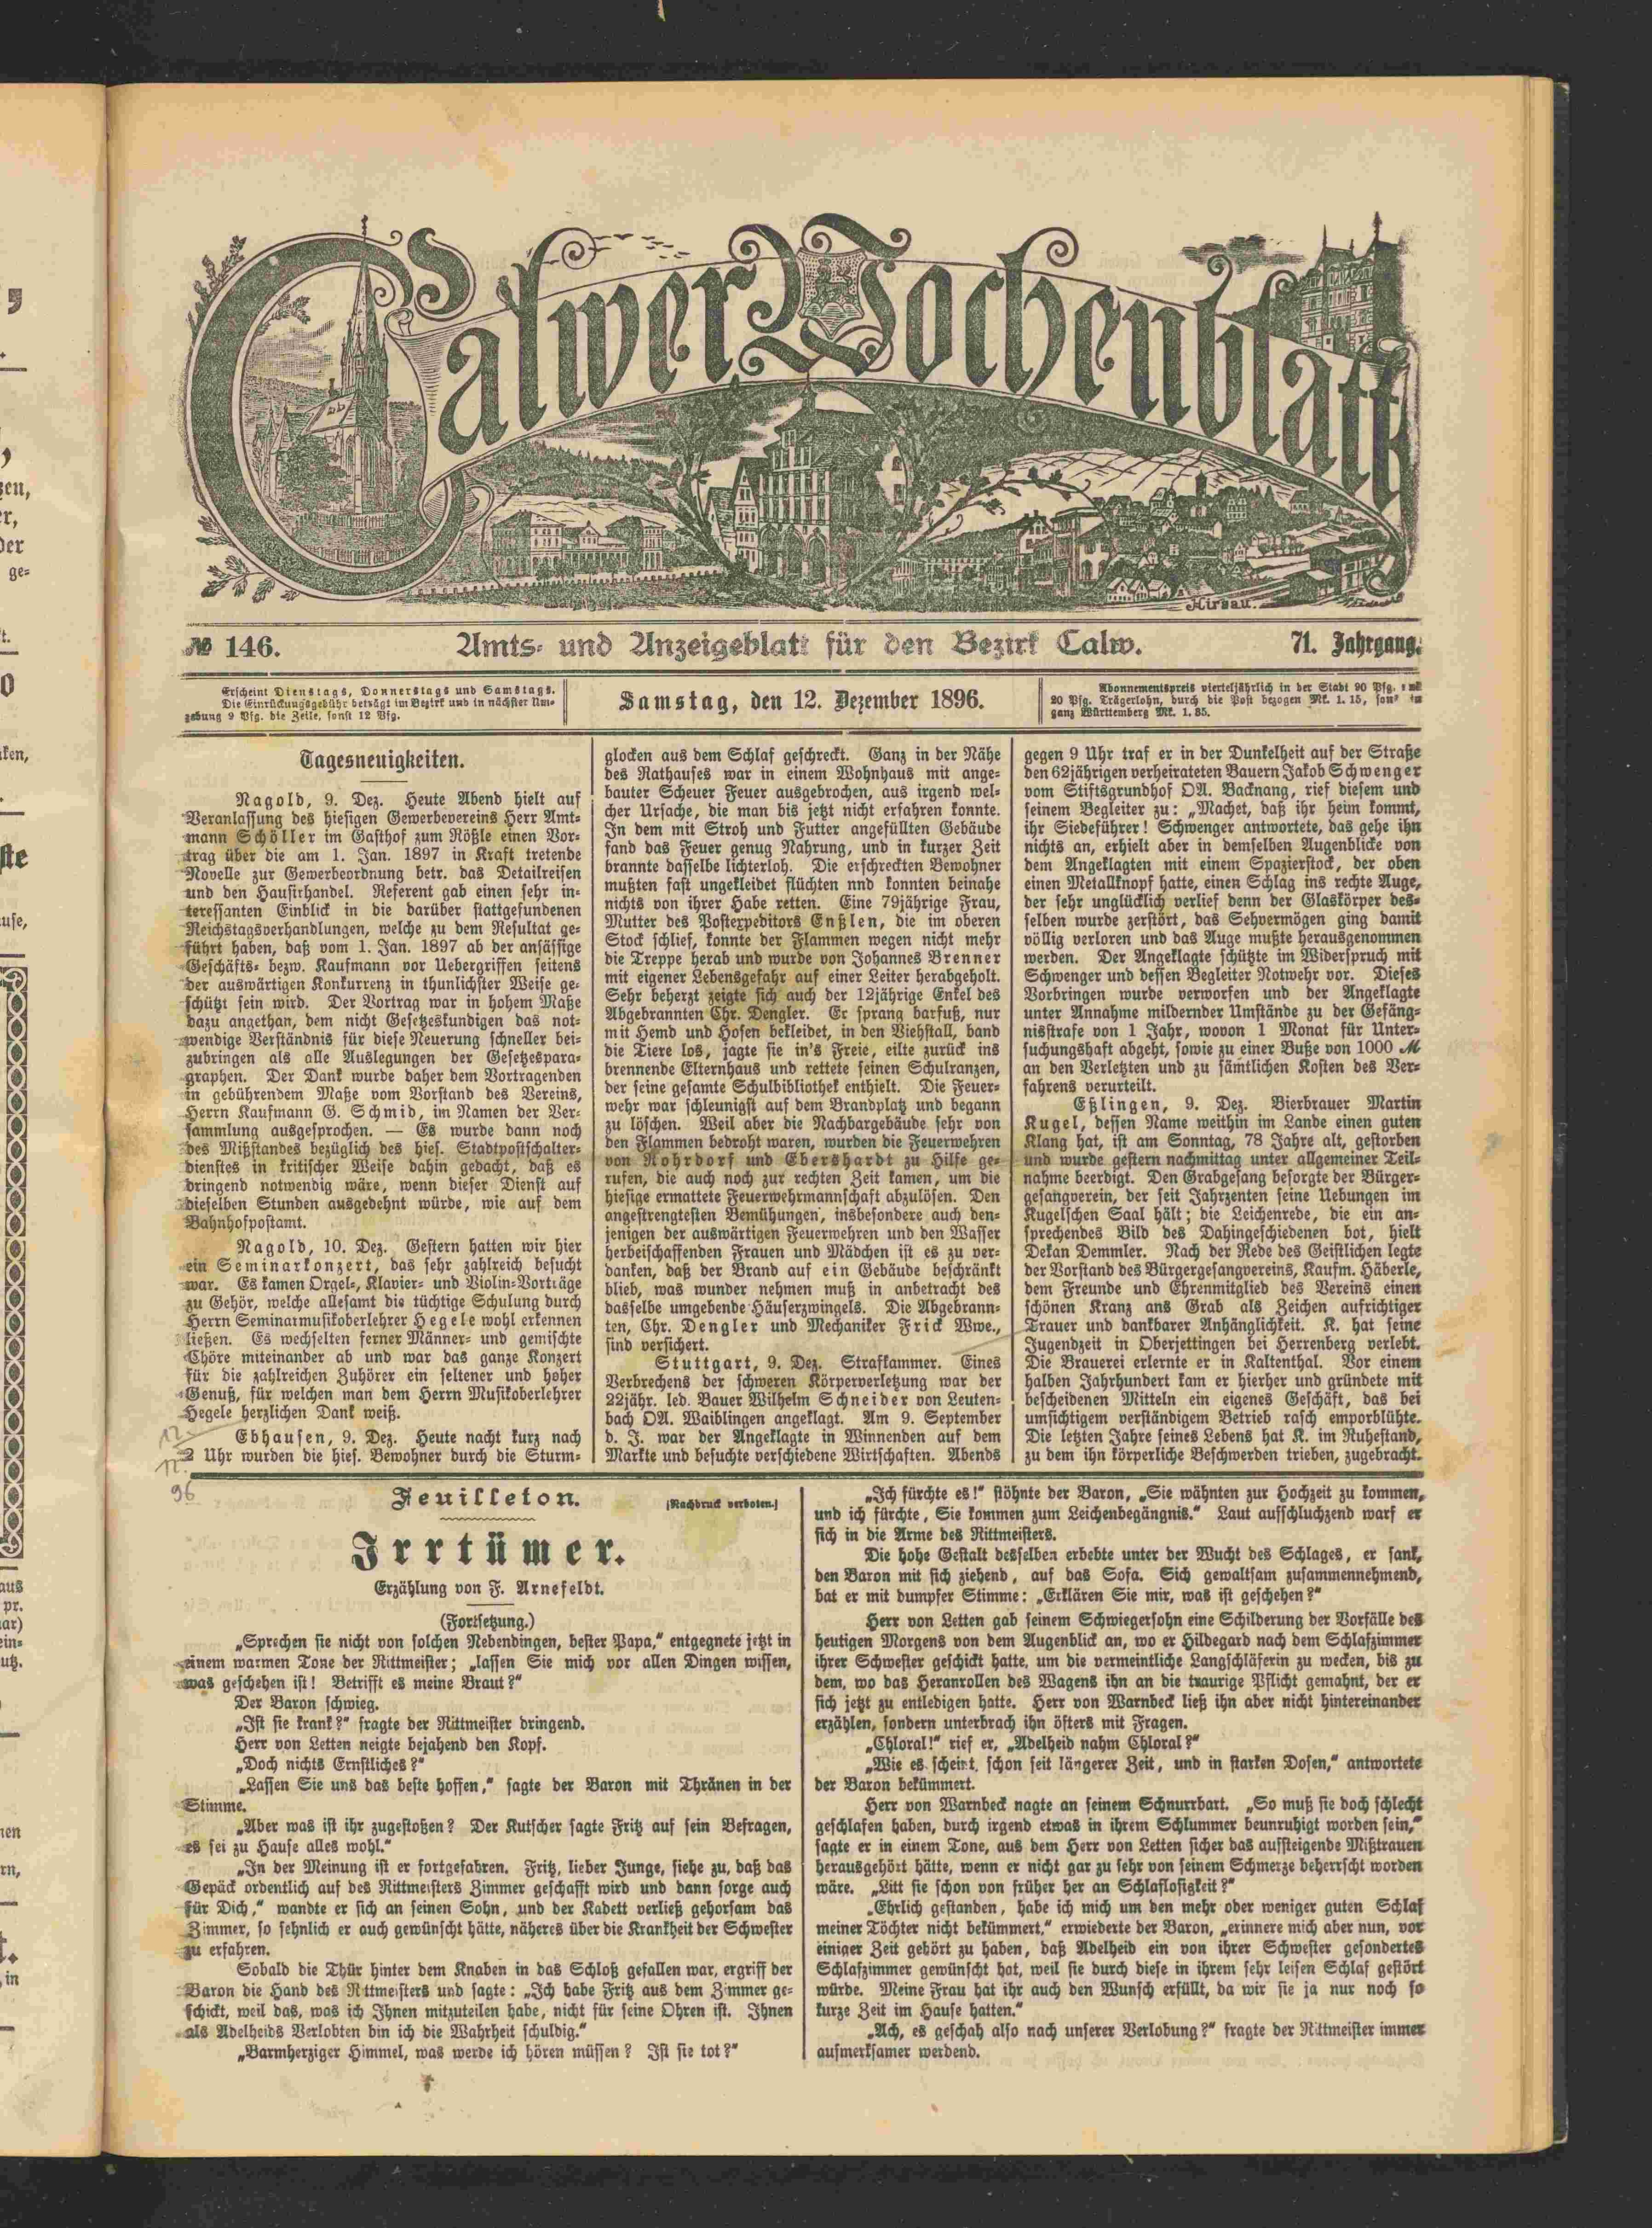 Calwer Wochenblatt
Hirsau.
№ 146.
Amts- und Anzeigeblatt für den Bezirk Calw.
71. Jahrgang.
Erscheint Dienstags, Donnerstags und Samstags.
Die Einrückungsgebühr beträgt im Bezirk und in nächster Um-
gebung 9 Pfg. die Zeile, sonst 12 Pfg.
Samstag, den 12. Dezember 1896.
Abonnementspreis vierteljährlich in der Stadt 90 Pfg. und
20 Pfg. Trägerlohn, durch die Post bezogen Mk. 1. 15, sonst in
ganz Württemberg Mk. 1. 35.
Tagesneuigkeiten.
Nagold, 9. Dez. Heute Abend hielt auf
Veranlassung des hiesigen Gewerbevereins Herr Amt-
mann Schöller im Gasthof zum Rößle einen Vor-
trag über die am 1. Jan. 1897 in Kraft tretende
Novelle zur Gewerbeordnung betr. das Detailreisen
und den Hausirhandel. Referent gab einen sehr in-
teressanten Einblick in die darüber stattgefundenen
Reichstagsverhandlungen, welche zu dem Resultat ge-
führt haben, daß vom 1. Jan. 1897 ab der ansässige
Geschäfts- bezw. Kaufmann vor Uebergriffen seitens
der auswärtigen Konkurrenz in thunlichster Weise ge-
schützt sein wird. Der Vortrag war in hohem Maße
dazu angethan, dem nicht Gesetzeskundigen das not-
wendige Verständnis für diese Neuerung schneller bei-
zubringen als alle Auslegungen der Gesetzespara-
graphen. Der Dank wurde daher dem Vortragenden
in gebührendem Maße vom Vorstand des Vereins,
Herrn Kaufmann G. Schmid, im Namen der Ver-
sammlung ausgesprochen. — Es wurde dann noch
des Mißstandes bezüglich des hies. Stadtpostschalter-
dienstes in kritischer Weise dahin gedacht, daß es
dringend notwendig wäre, wenn dieser Dienst auf
dieselben Stunden ausgedehnt würde, wie auf dem
Bahnhofpostamt.
Nagold, 10. Dez. Gestern hatten wir hier
ein Seminarkonzert, das sehr zahlreich besucht
war. Es kamen Orgel-, Klavier- und Violin-Vorträge
zu Gehör, welche allesamt die tüchtige Schulung durch
Herrn Seminarmusikoberlehrer Hegele wohl erkennen
ließen. Es wechselten ferner Männer- und gemischte
Chöre miteinander ab und war das ganze Konzert
für die zahlreichen Zuhörer ein seltener und hoher
Genuß, für welchen man dem Herrn Musikoberlehrer
Hegele herzlichen Dank weiß.
Ebhausen, 9. Dez. Heute nacht kurz nach
2 Uhr wurden die hies. Bewohner durch die Sturm-
12.
12.
96
glocken aus dem Schlaf geschreckt. Ganz in der Nähe
des Rathauses war in einem Wohnhaus mit ange-
bauter Scheuer Feuer ausgebrochen, aus irgend wel-
cher Ursache, die man bis jetzt nicht erfahren konnte.
In dem mit Stroh und Futter angefüllten Gebäude
fand das Feuer genug Nahrung, und in kurzer Zeit
brannte dasselbe lichterloh. Die erschreckten Bewohner
mußten fast ungekleidet flüchten nnd konnten beinahe
nichts von ihrer Habe retten. Eine 79jährige Frau,
Mutter des Postexpeditors Enßlen, die im oberen
Stock schlief, konnte der Flammen wegen nicht mehr
die Treppe herab und wurde von Johannes Brenner
mit eigener Lebensgefahr auf einer Leiter herabgeholt.
Sehr beherzt zeigte sich auch der 12jährige Enkel des
Abgebrannten Chr. Dengler. Er sprang barfuß, nur
mit Hemd und Hosen bekleidet, in den Viehstall, band
die Tiere los, jagte sie in's Freie, eilte zurück ins
brennende Elternhaus und rettete seinen Schulranzen,
der seine gesamte Schulbibliothek enthielt. Die Feuer-
wehr war schleunigst auf dem Brandplatz und begann
zu löschen. Weil aber die Nachbargebäude sehr von
den Flammen bedroht waren, wurden die Feuerwehren
von Rohrdorf und Ebershardt zu Hilfe ge-
rufen, die auch noch zur rechten Zeit kamen, um die
hiesige ermattete Feuerwehrmannschaft abzulösen. Den
angestrengtesten Bemühungen, insbesondere auch den-
jenigen der auswärtigen Feuerwehren und den Wasser
herbeischaffenden Frauen und Mädchen ist es zu ver-
danken, daß der Brand auf ein Gebäude beschränkt
blieb, was wunder nehmen muß in anbetracht des
dasselbe umgebende Häuserzwingels. Die Abgebrann-
ten, Chr. Dengler und Mechaniker Frick Wwe.,
sind versichert.
Stuttgart, 9. Dez. Strafkammer. Eines
Verbrechens der schweren Körperverletzung war der
22jähr. led. Bauer Wilhelm Schneider von Leuten-
bach OA. Waiblingen angeklagt. Am 9. September
d. J. war der Angeklagte in Winnenden auf dem
Markte und besuchte verschiedene Wirtschaften. Abends
gegen 9 Uhr traf er in der Dunkelheit auf der Straße
den 62jährigen verheirateten Bauern Jakob Schwenger
vom Stiftsgrundhof OA. Backnang, rief diesem und
seinem Begleiter zu: „Machet, daß ihr heim kommt,
ihr Siedeführer! Schwenger antwortete, das gehe ihn
nichts an, erhielt aber in demselben Augenblicke von
dem Angeklagten mit einem Spazierstock, der oben
einen Metallknopf hatte, einen Schlag ins rechte Auge,
der sehr unglücklich verlief denn der Glaskörper des-
selben wurde zerstört, das Sehvermögen ging damit
völlig verloren und das Auge mußte herausgenommen
werden. Der Angeklagte schützte im Widerspruch mit
Schwenger und dessen Begleiter Notwehr vor. Dieses
Vorbringen wurde verworfen und der Angeklagte
unter Annahme mildernder Umstände zu der Gefäng-
nisstrafe von 1 Jahr, wovon 1 Monat für Unter-
suchungshaft abgeht, sowie zu einer Buße von 1000 M
an den Verletzten und zu sämtlichen Kosten des Ver-
fahrens verurteilt.
Eßlingen, 9. Dez. Bierbrauer Martin
Kugel, dessen Name weithin im Lande einen guten
Klang hat, ist am Sonntag, 78 Jahre alt, gestorben
und wurde gestern nachmittag unter allgemeiner Teil-
nahme beerdigt. Den Grabgesang besorgte der Bürger-
gesangverein, der seit Jahrzenten seine Uebungen im
Kugelschen Saal hält; die Leichenrede, die ein an-
sprechendes Bild des Dahingeschiedenen bot, hielt
Dekan Demmler. Nach der Rede des Geistlichen legte
der Vorstand des Bürgergesangvereins, Kaufm. Häberle,
dem Freunde und Ehrenmitglied des Vereins einen
schönen Kranz ans Grab als Zeichen aufrichtiger
Trauer und dankbarer Anhänglichkeit. K. hat seine
Jugendzeit in Oberjettingen bei Herrenberg verlebt.
Die Brauerei erlernte er in Kaltenthal. Vor einem
halben Jahrhundert kam er hierher und gründete mit
bescheidenen Mitteln ein eigenes Geschäft, das bei
umsichtigem verständigem Betrieb rasch emporblühte.
Die letzten Jahre seines Lebens hat K. im Ruhestand,
zu dem ihn körperliche Beschwerden trieben, zugebracht.
Feuilleton.
[Nachdruck verboten.]
Irrtümer.
Erzählung von F. Arnefeldt.
(Fortsetzung.)
„Sprechen sie nicht von solchen Nebendingen, bester Papa,“ entgegnete jetzt in
einem warmen Tone der Rittmeister; „lassen Sie mich vor allen Dingen wissen,
was geschehen ist! Betrifft es meine Braut?“
Der Baron schwieg.
„Ist sie krank?“ fragte der Rittmeister dringend.
Herr von Letten neigte bejahend den Kopf.
„Doch nichts Ernstliches?“
„Lassen Sie uns das beste hoffen,“ sagte der Baron mit Thränen in der
Stimme.
„Aber was ist ihr zugestoßen? Der Kutscher sagte Fritz auf sein Befragen,
es sei zu Hause alles wohl.“
„In der Meinung ist er fortgefahren. Fritz, lieber Junge, siehe zu, daß das
Gepäck ordentlich auf des Rittmeisters Zimmer geschafft wird und dann sorge auch
für Dich,“ wandte er sich an seinen Sohn, und der Kadett verließ gehorsam das
Zimmer, so sehnlich er auch gewünscht hätte, näheres über die Krankheit der Schwester
zu erfahren.
Sobald die Thür hinter dem Knaben in das Schloß gefallen war, ergriff der
Baron die Hand des Rittmeisters und sagte: „Ich habe Fritz aus dem Zimmer ge-
schickt, weil das, was ich Ihnen mitzuteilen habe, nicht für seine Ohren ist. Ihnen
als Adelheids Verlobten bin ich die Wahrheit schuldig.“
„Barmherziger Himmel, was werde ich hören müssen? Ist sie tot?“
„Ich fürchte es!“ stöhnte der Baron, „Sie wähnten zur Hochzeit zu kommen,
und ich fürchte, Sie kommen zum Leichenbegängnis.“ Laut aufschluchzend warf er
sich in die Arme des Rittmeisters.
Die hohe Gestalt desselben erbebte unter der Wucht des Schlages, er sank,
den Baron mit sich ziehend, auf das Sofa. Sich gewaltsam zusammennehmend,
bat er mit dumpfer Stimme: „Erklären Sie mir, was ist geschehen?“
Herr von Letten gab seinem Schwiegersohn eine Schilderung der Vorfälle des
heutigen Morgens von dem Augenblick an, wo er Hildegard nach dem Schlafzimmer
ihrer Schwester geschickt hatte, um die vermeintliche Langschläferin zu wecken, bis zu
dem, wo das Heranrollen des Wagens ihn an die traurige Pflicht gemahnt, der er
sich jetzt zu entledigen hatte. Herr von Warnbeck ließ ihn aber nicht hintereinander
erzählen, sondern unterbrach ihn öfters mit Fragen.
„Chloral!“ rief er, „Adelheid nahm Chloral?“
„Wie es scheint, schon seit längerer Zeit, und in starken Dosen,“ antwortete
der Baron bekümmert.
Herr von Warnbeck nagte an seinem Schnurrbart. „So muß sie doch schlecht
geschlafen haben, durch irgend etwas in ihrem Schlummer beunruhigt worden sein,“
sagte er in einem Tone, aus dem Herr von Letten sicher das aufsteigende Mißtrauen
herausgehört hätte, wenn er nicht gar zu sehr von seinem Schmerze beherrscht worden
wäre. „Litt sie schon von früher her an Schlaflosigkeit?“
„Ehrlich gestanden, habe ich mich um den mehr oder weniger guten Schlaf
meiner Töchter nicht bekümmert,“ erwiederte der Baron, „erinnere mich aber nun, vor
einiger Zeit gehört zu haben, daß Adelheid ein von ihrer Schwester gesondertes
Schlafzimmer gewünscht hat, weil sie durch diese in ihrem sehr leisen Schlaf gestört
würde. Meine Frau hat ihr auch den Wunsch erfüllt, da wir sie ja nur noch so
kurze Zeit im Hause hatten.“
„Ach, es geschah also nach unserer Verlobung?“ fragte der Rittmeister immer
aufmerksamer werdend.